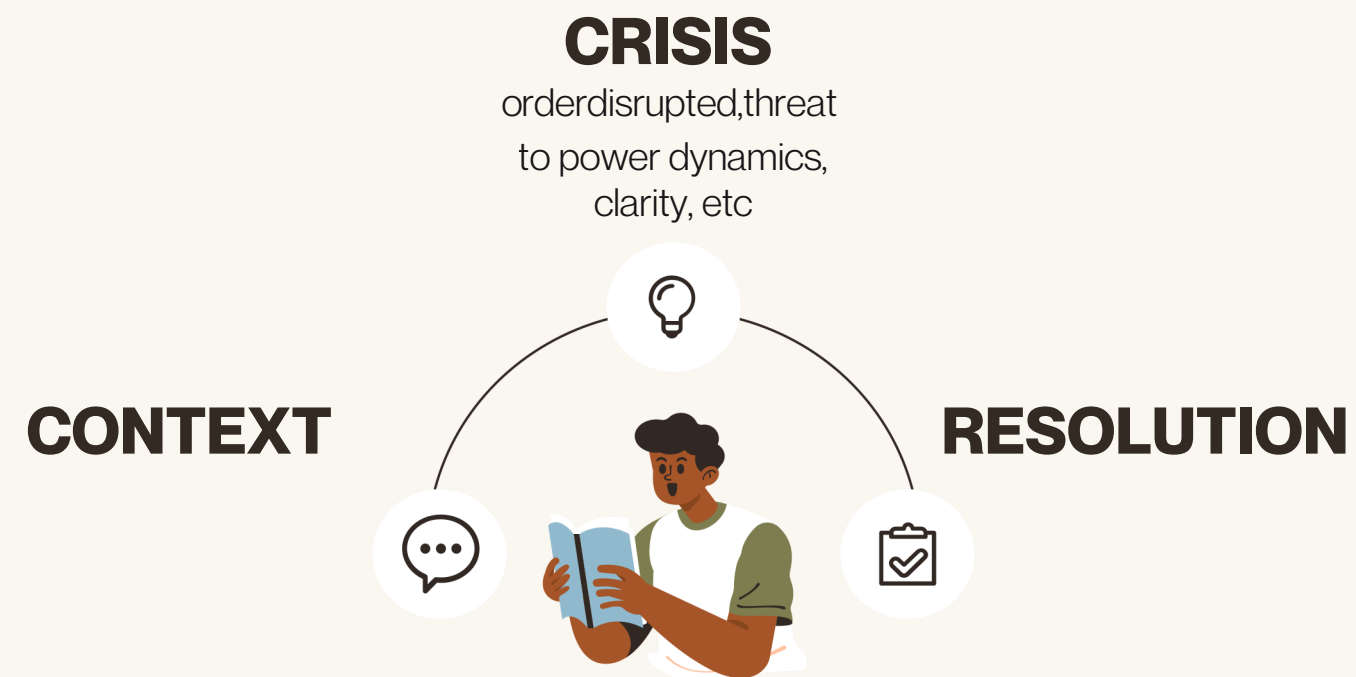 CRISIS
orderdisrupted,threat
to power dynamics,
clarity, etc
CONTEXT
RESOLUTION